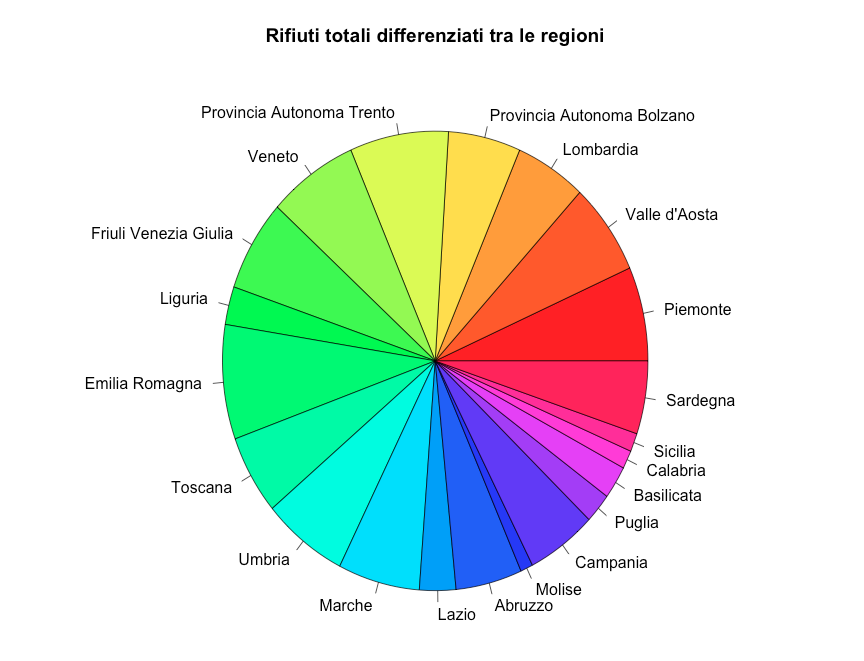 Rifiuti totali differenziati tra le regioni
Provincia Autonoma Trento
Provincia Autonoma Bolzano
Veneto
Lombardia
Valle d'Aosta
Friuli Venezia Giulia
Liguria
Piemonte
Emilia Romagna
Sardegna
Sicilia
Calabria
Toscana
Basilicata
Puglia
Umbria
Campania
Molise
Marche
Abruzzo
Lazio